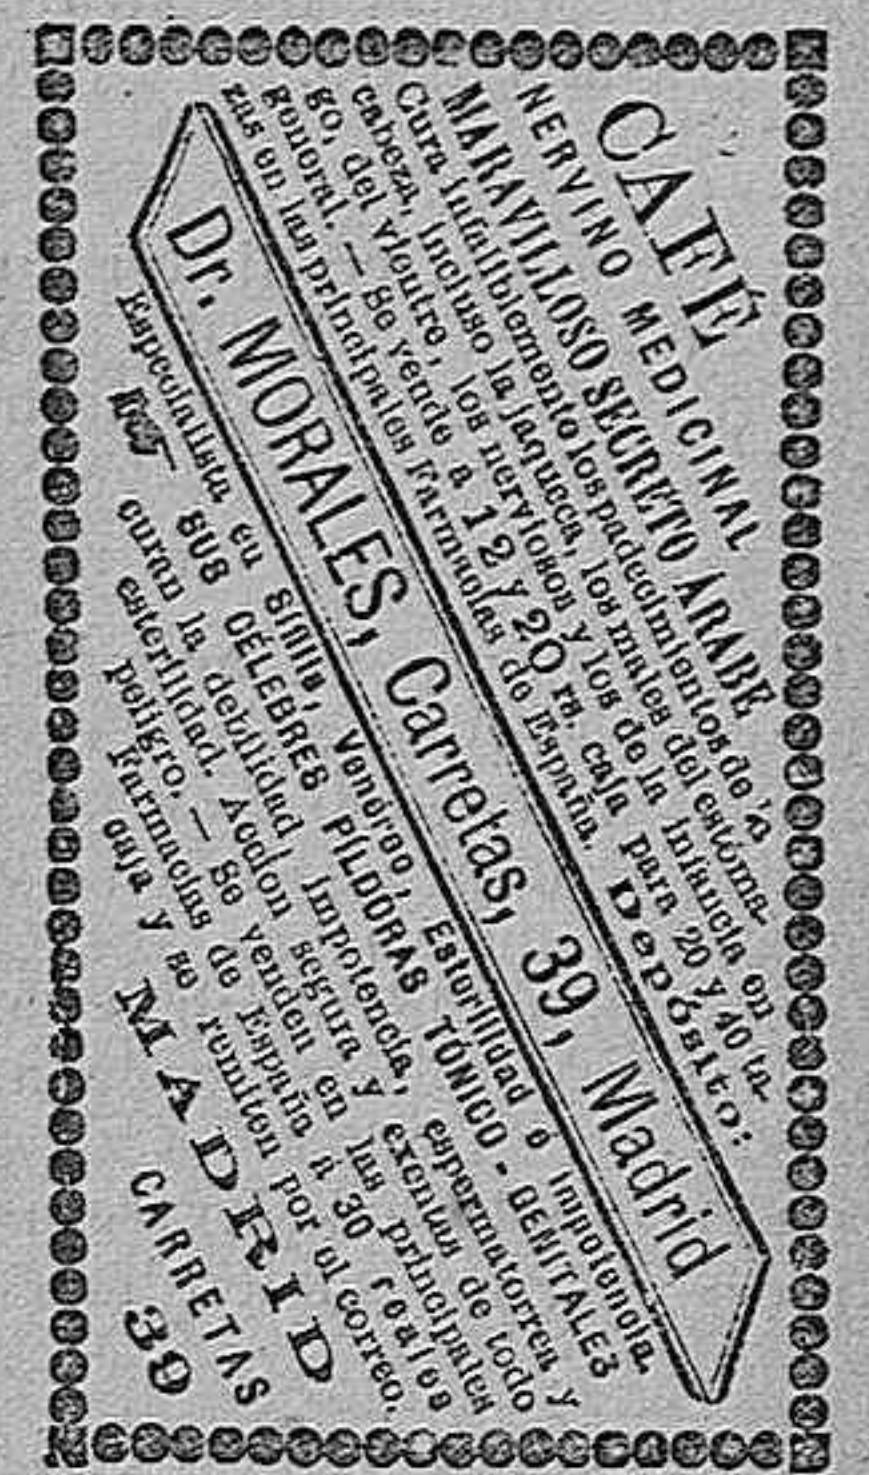 CAFÉ
NERVINO MEDICINAL
MARAVILLOSO SECRETO ÁRABE
Cura infaliblemente los padecimientos de la
cabeza, incluso la jaqueca, los males del estóma-
go, del vientre, los nerviosos y los de la infancia en
general. — Se vende a 12 y 20 rs. caja para 20 y 40 ta-
zas en las principales Farmacias de España. Depósito:
Dr. MORALES, Carretas, 39, Madrid
Especialista en Sífilis, Venéreo, Esterilidad é Impotencia.
SUS CÉLEBRES PÍLDORAS TÓNICO-GENITALES
curan la debilidad, impotencia, espermatorrea y
esterilidad. Accion segura y exentas de todo
peligro. — Se venden en las principales
Farmacias de España á 30 reales
caja y se remiten por el correo.
MADRID
CARRETAS
39